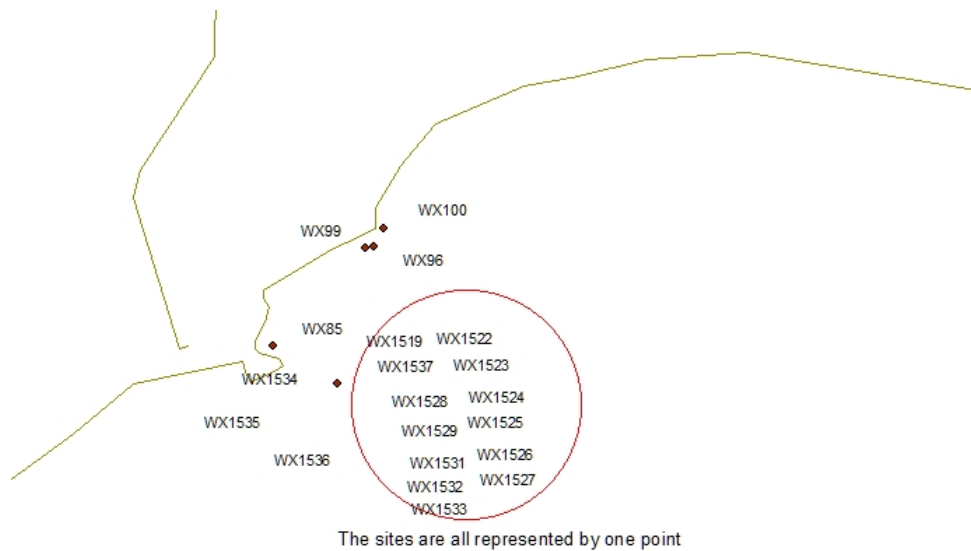 WX100
WX99
WX96
WX85
WX1519
WX1522
WX1537
WX1523
WX1534
WX1528
WX1524
WX1535
WX1529
WX1525
WX1536
WX1531
WX1526
WX1532
WX1527
WX1533
The sites are all represented by one point